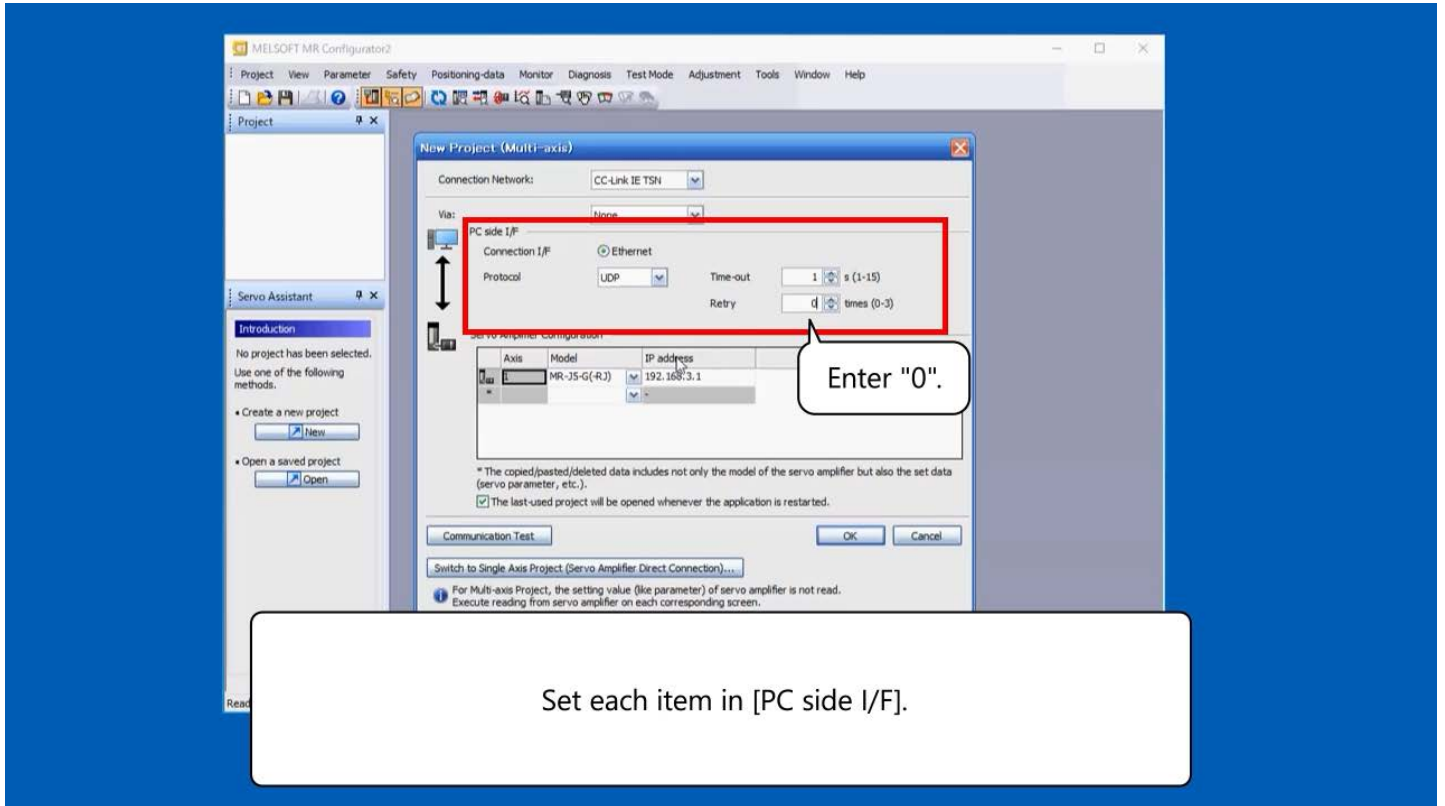 MELSOFT MR Configurator2
Project View Parameter Safety Positioning-data Monitor Diagnosis Test Mode Adjustment Tools Window Help
Project
New Project (Multi-axis)
Connection Network: CC-Link IE TSN
Via: None
PC side I/F
Connection I/F Ethernet
Protocol UDP Time-out 1 s (1-15)
Retry 0 times (0-3)
Servo Amplifier Configuration
Axis Model IP address
1 MR-J5-G(-RJ) 192.168.3.1
* -
Enter "0".
* The copied/pasted/deleted data includes not only the model of the servo amplifier but also the set data
(servo parameter, etc.).
The last-used project will be opened whenever the application is restarted.
Communication Test OK Cancel
Switch to Single Axis Project (Servo Amplifier Direct Connection)...
For Multi-axis Project, the setting value (like parameter) of servo amplifier is not read.
Execute reading from servo amplifier on each corresponding screen.
Servo Assistant
Introduction
No project has been selected.
Use one of the following
methods.
• Create a new project
New
• Open a saved project
Open
Read
Set each item in [PC side I/F].